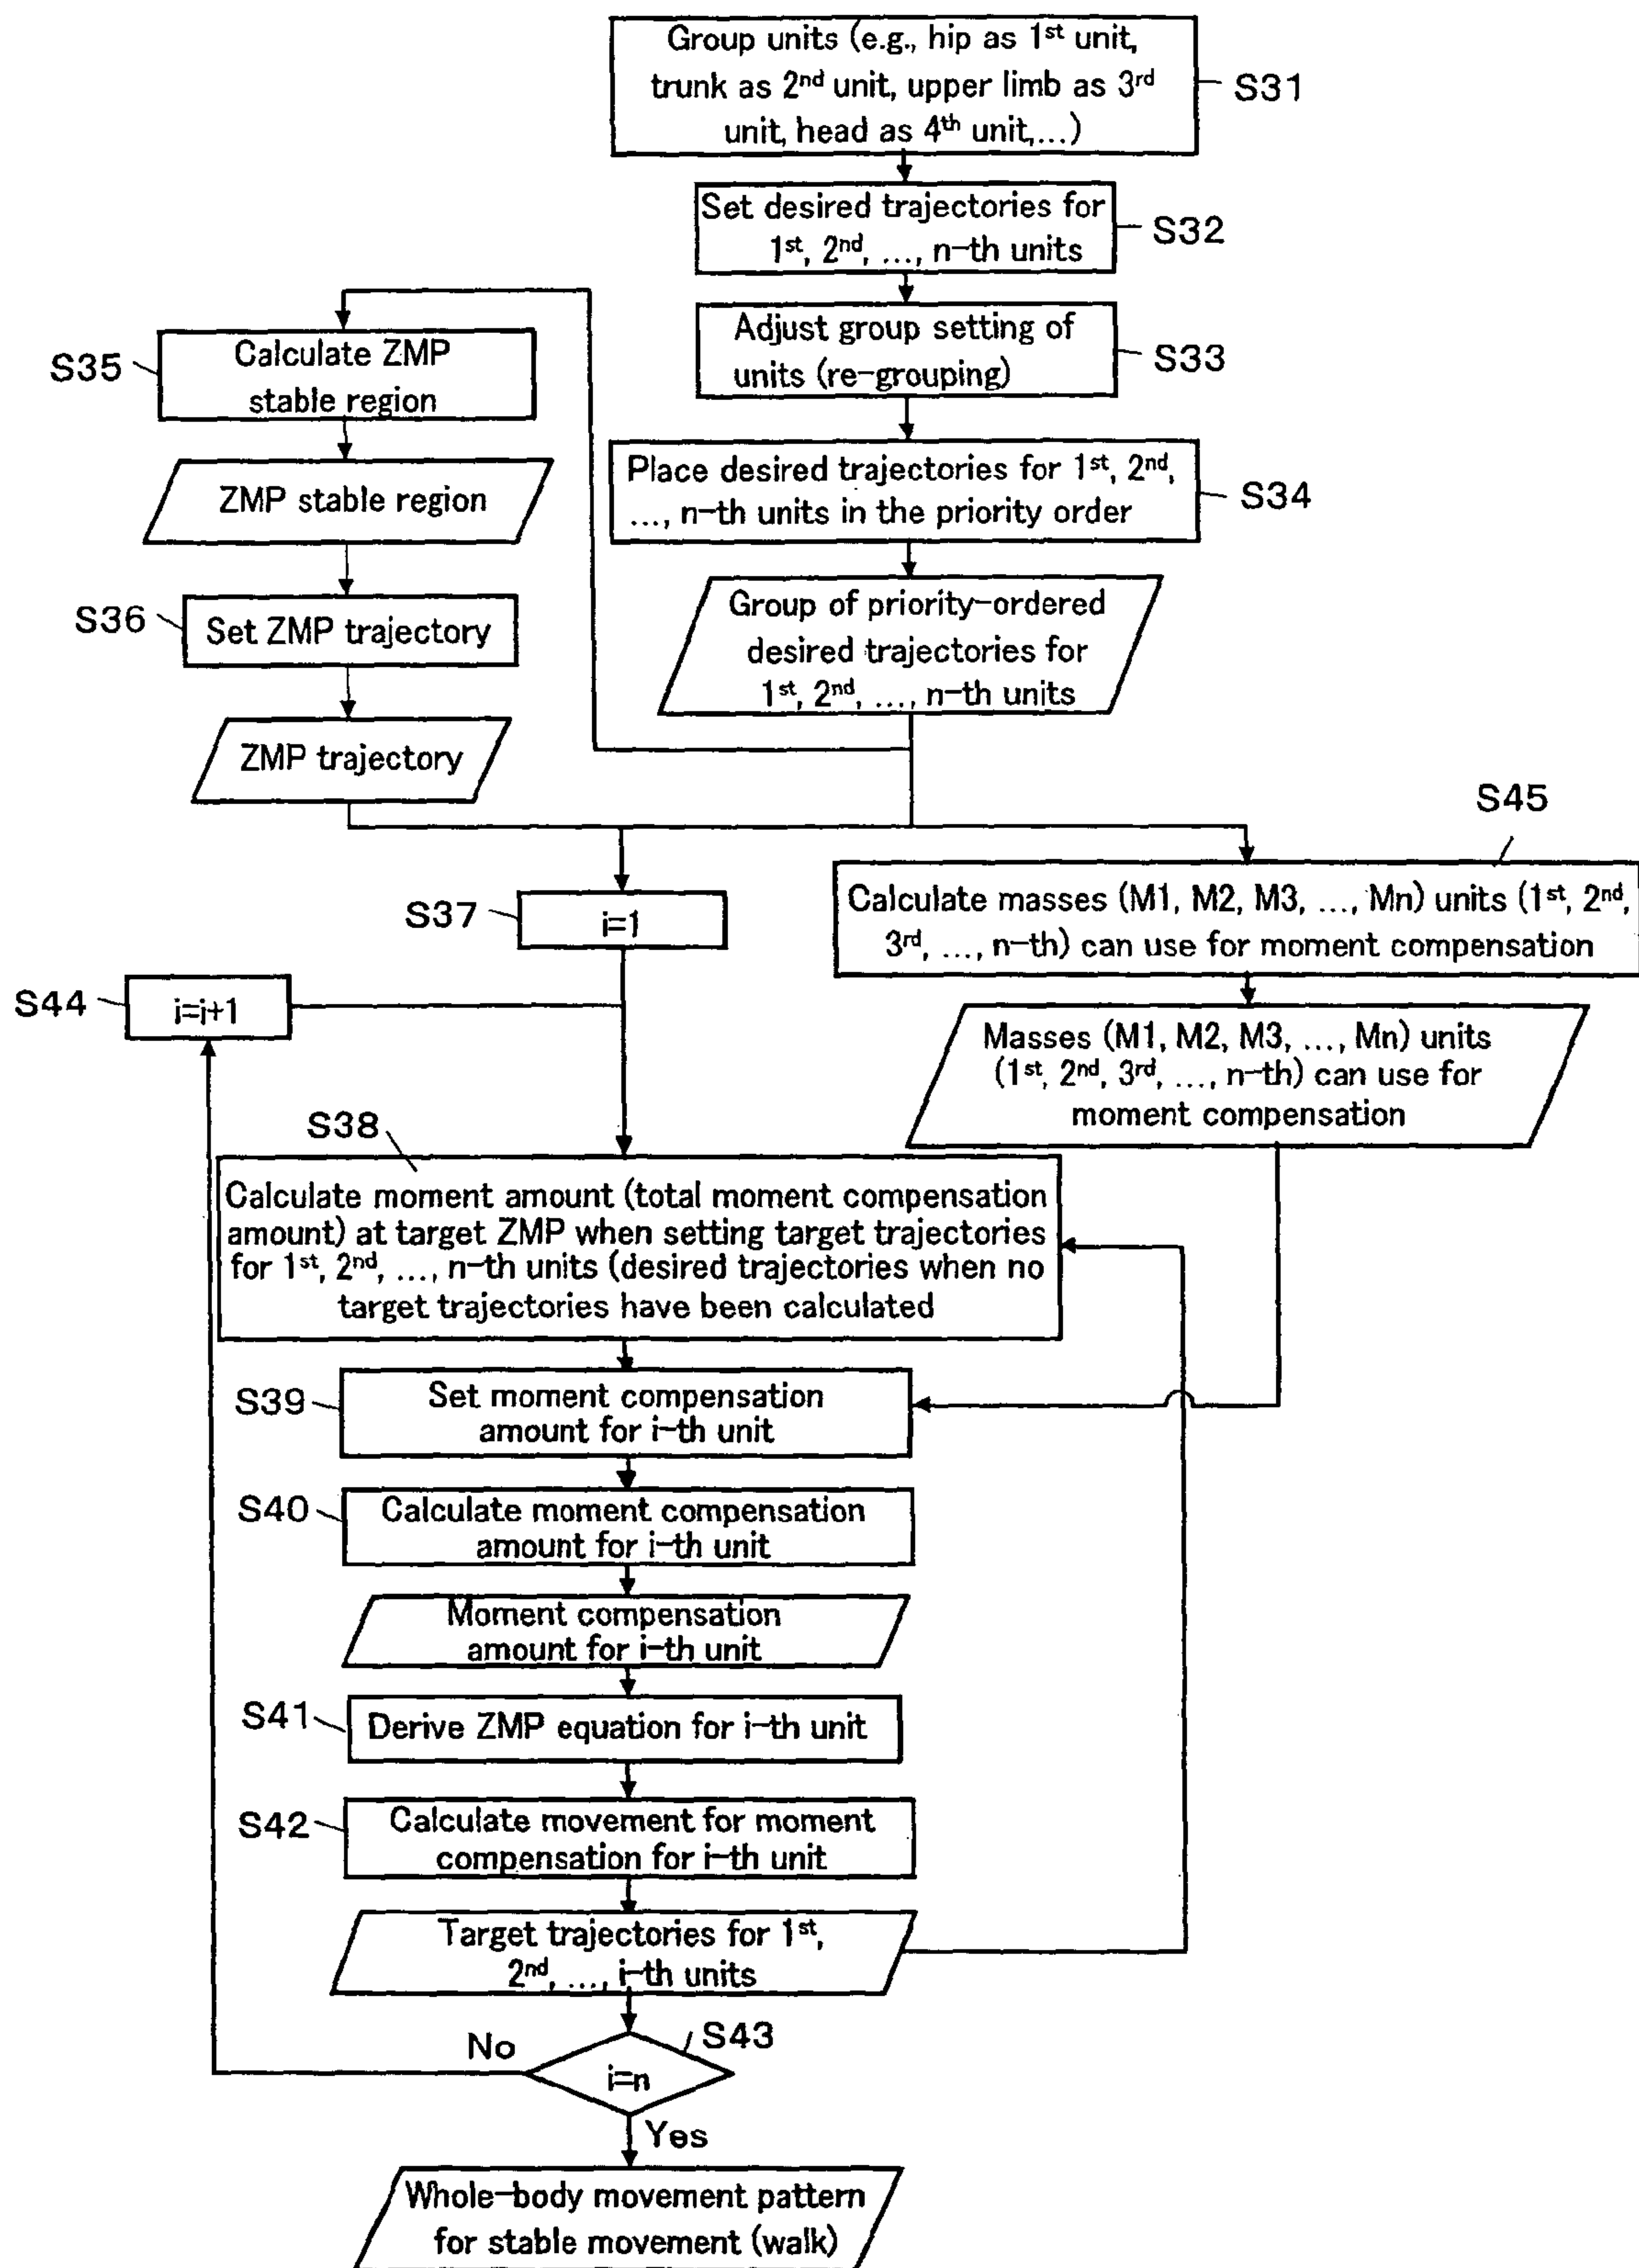 Group units (e.g., hip as 1st unit,
trunk as 2nd unit, upper limb as 3rd
unit, head as 4th unit,...)
S31
Set desired trajectories for
1st, 2nd, ..., n-th units
S32
Adjust group setting of
units (re-grouping)
S33
Place desired trajectories for 1st, 2nd,
..., n-th units in the priority order
S34
Group of priority-ordered
desired trajectories for
1st, 2nd, ..., n-th units
S35
Calculate ZMP
stable region
ZMP stable region
S36
Set ZMP trajectory
ZMP trajectory
S45
Calculate masses (M1, M2, M3, ..., Mn) units (1st, 2nd,
3rd, ..., n-th) can use for moment compensation
Masses (M1, M2, M3, ..., Mn) units
(1st, 2nd, 3rd, ..., n-th) can use for
moment compensation
S37
i=1
S44
i=i+1
S38
Calculate moment amount (total moment compensation
amount) at target ZMP when setting target trajectories
for 1st, 2nd, ..., n-th units (desired trajectories when no
target trajectories have been calculated
S39
Set moment compensation
amount for i-th unit
S40
Calculate moment compensation
amount for i-th unit
Moment compensation
amount for i-th unit
S41
Derive ZMP equation for i-th unit
S42
Calculate movement for moment
compensation for i-th unit
Target trajectories for 1st,
2nd, ..., i-th units
S43
No
i=n
Yes
Whole-body movement pattern
for stable movement (walk)